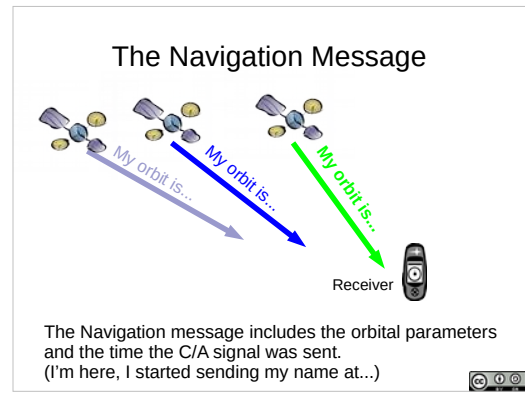 The Navigation Message
My orbit is...
My orbit is...
My orbit is...
Receiver
The Navigation message includes the orbital parameters
and the time the C/A signal was sent.
(I'm here, I started sending my name at...)
cc